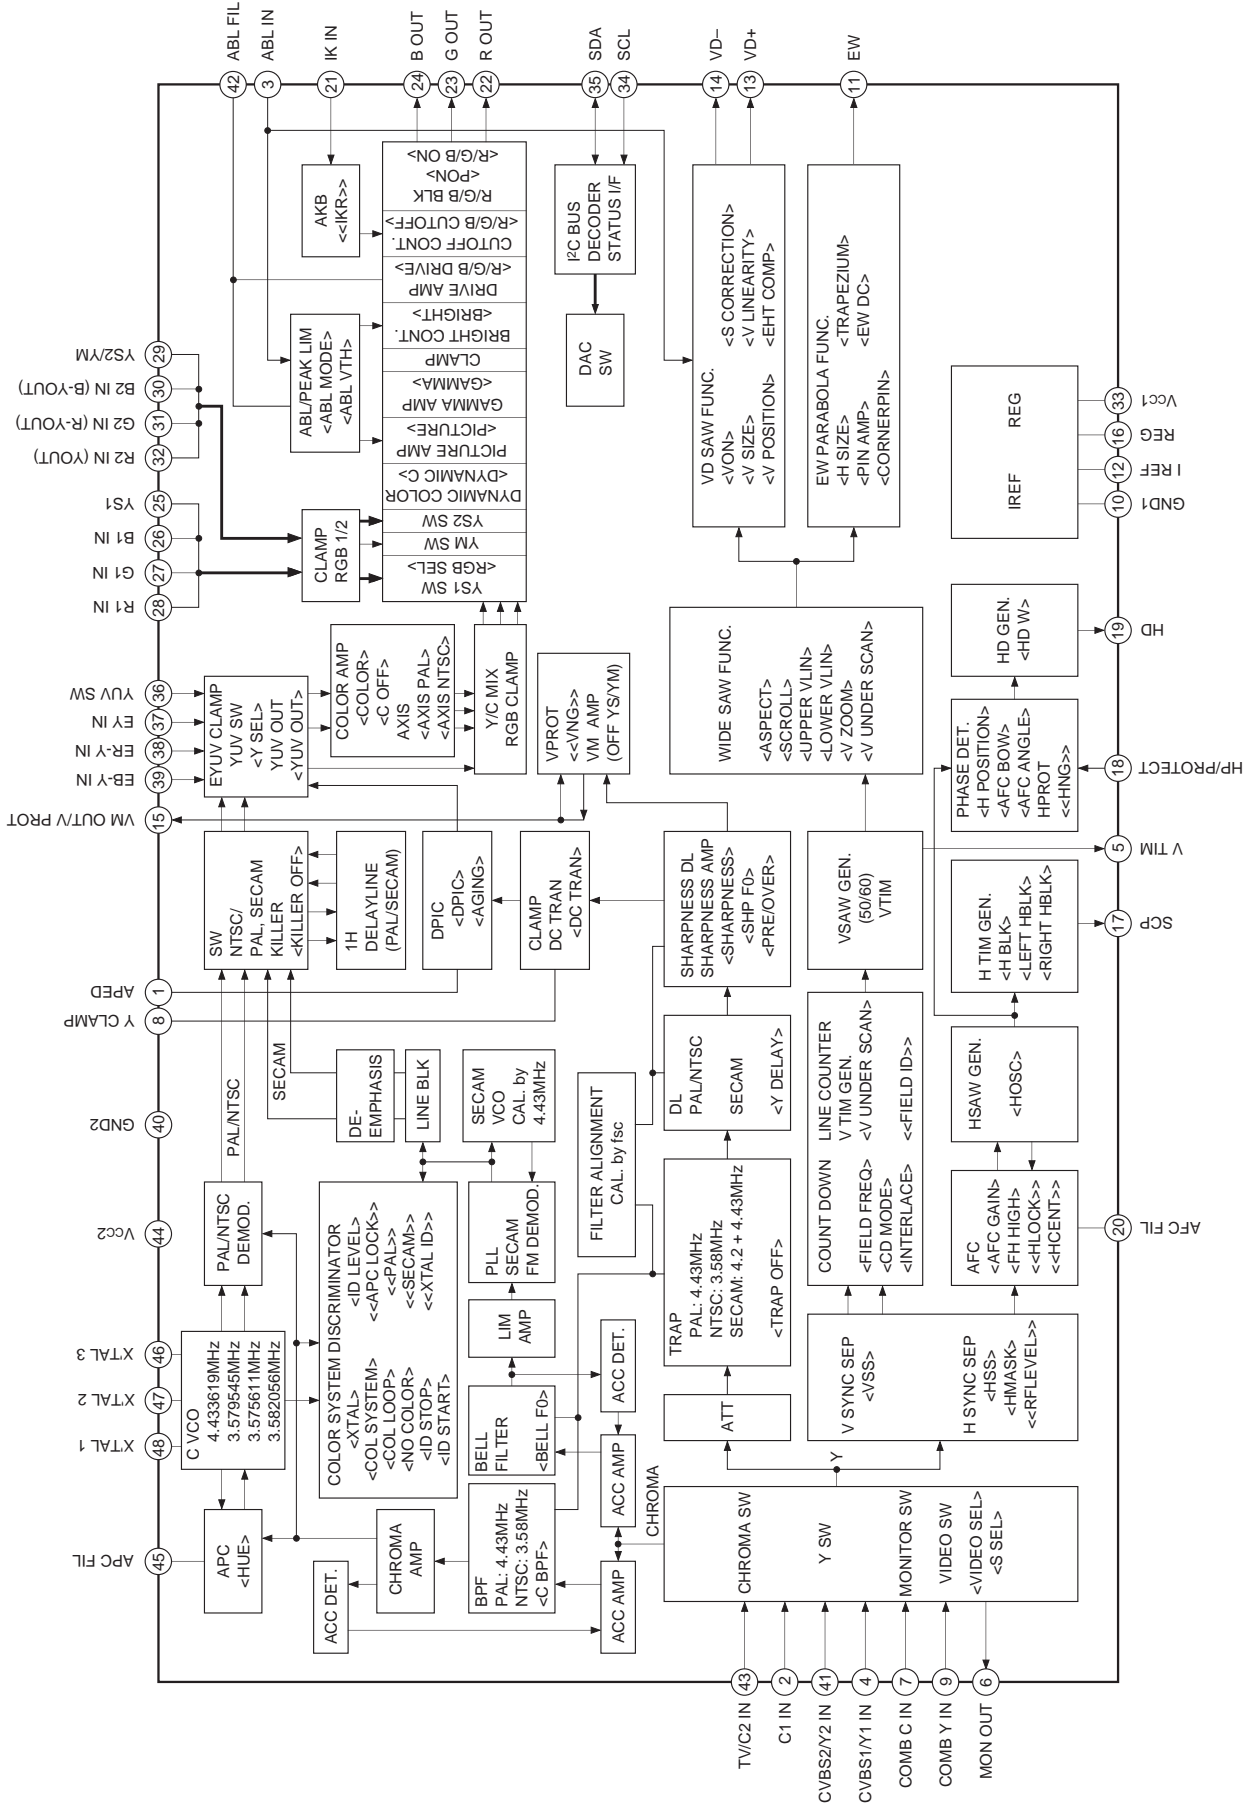 ABL FIL
42
ABL IN
3
IK IN
21
B OUT
24
G OUT
23
R OUT
22
SDA
35
SCL
34
VD–
14
VD+
13
EW
11
AKB
<<IKR>>
ABL/PEAK LIM
<ABL MODE>
<ABL VTH>
R/G/B BLK
<PON>
<R/G/B ON>
CUTOFF CONT.
<R/G/B CUTOFF>
DRIVE AMP
<R/G/B DRIVE>
BRIGHT CONT.
<BRIGHT>
CLAMP
GAMMA AMP
<GAMMA>
PICTURE AMP
<PICTURE>
DYNAMIC COLOR
<DYNAMIC C>
YS2 SW
YM SW
YS1 SW
<RGB SEL>
I²C BUS
DECODER
STATUS I/F
DAC
SW
VD SAW FUNC.
<VON>
<V SIZE>
<V POSITION>
<S CORRECTION>
<V LINEARITY>
<EHT COMP>
EW PARABOLA FUNC.
<H SIZE>
<PIN AMP>
<CORNERPIN>
<TRAPEZIUM>
<EW DC>
IREF
REG
33
Vcc1
16
REG
12
I REF
10
GND1
YS2/YM
29
B2 IN (B-YOUT)
30
G2 IN (R-YOUT)
31
R2 IN (YOUT)
32
YS1
25
B1 IN
26
G1 IN
27
R1 IN
28
CLAMP
RGB 1/2
YUV SW
36
EY IN
37
ER-Y IN
38
EB-Y IN
39
VM OUT/V PROT
15
EYUV CLAMP
YUV SW
<Y SEL>
YUV OUT
<YUV OUT>
COLOR AMP
<COLOR>
<C OFF>
AXIS
<AXIS PAL>
<AXIS NTSC>
Y/C MIX
RGB CLAMP
VPROT
<<VNG>>
VM AMP
(OFF YS/YM)
WIDE SAW FUNC.
<ASPECT>
<SCROLL>
<UPPER VLIN>
<LOWER VLIN>
<V ZOOM>
<V UNDER SCAN>
HD GEN.
<HD W>
19
HD
PHASE DET.
<H POSITION>
<AFC BOW>
<AFC ANGLE>
HPROT
<<HNG>>
18
HP/PROTECT
5
V TIM
17
SCP
SW
NTSC/
PAL, SECAM
KILLER
<KILLER OFF>
1H
DELAYLINE
(PAL/SECAM)
DPIC
<DPIC>
<AGING>
CLAMP
DC TRAN
<DC TRAN>
SHARPNESS DL
SHARPNESS AMP
<SHARPNESS>
<SHP F0>
<PRE/OVER>
VSAW GEN.
(50/60)
VTIM
H TIM GEN.
<H BLK>
<LEFT HBLK>
<RIGHT HBLK>
APED
1
Y CLAMP
8
GND2
40
Vcc2
44
X'TAL 3
46
X'TAL 2
47
X'TAL 1
48
APC FIL
45
PAL/NTSC
SECAM
DE-
EMPHASIS
LINE BLK
SECAM
VCO
CAL. by
4.43MHz
FILTER ALIGNMENT
CAL. by fsc
DL
PAL/NTSC
SECAM
<Y DELAY>
COUNT DOWN
<FIELD FREQ>
<CD MODE>
<INTERLACE>
LINE COUNTER
V TIM GEN.
<V UNDER SCAN>
<<FIELD ID>>
HSAW GEN.
<HOSC>
PAL/NTSC
DEMOD.
COLOR SYSTEM DISCRIMINATOR
<XTAL>
<COL SYSTEM>
<COL LOOP>
<NO COLOR>
<ID STOP>
<ID START>
<ID LEVEL>
<<APC LOCK>>
<<PAL>>
<<SECAM>>
<<XTAL ID>>
PLL
SECAM
FM DEMOD.
LIM
AMP
TRAP
PAL: 4.43MHz
NTSC: 3.58MHz
SECAM: 4.2 + 4.43MHz
<TRAP OFF>
AFC
<AFC GAIN>
<FH HIGH>
<<HLOCK>>
<<HCENT>>
20
AFC FIL
C VCO
4.433619MHz
3.579545MHz
3.575611MHz
3.582056MHz
BELL
FILTER
<BELL F0>
ACC DET.
ACC AMP
ATT
V SYNC SEP
<VSS>
H SYNC SEP
<HSS>
<HMASK>
<<RFLEVEL>>
APC
<HUE>
CHROMA
AMP
ACC DET.
BPF
PAL: 4.43MHz
NTSC: 3.58MHz
<C BPF>
ACC AMP
CHROMA
Y
CHROMA SW
Y SW
MONITOR SW
VIDEO SW
<VIDEO SEL>
<S SEL>
43
TV/C2 IN
2
C1 IN
41
CVBS2/Y2 IN
4
CVBS1/Y1 IN
7
COMB C IN
9
COMB Y IN
6
MON OUT